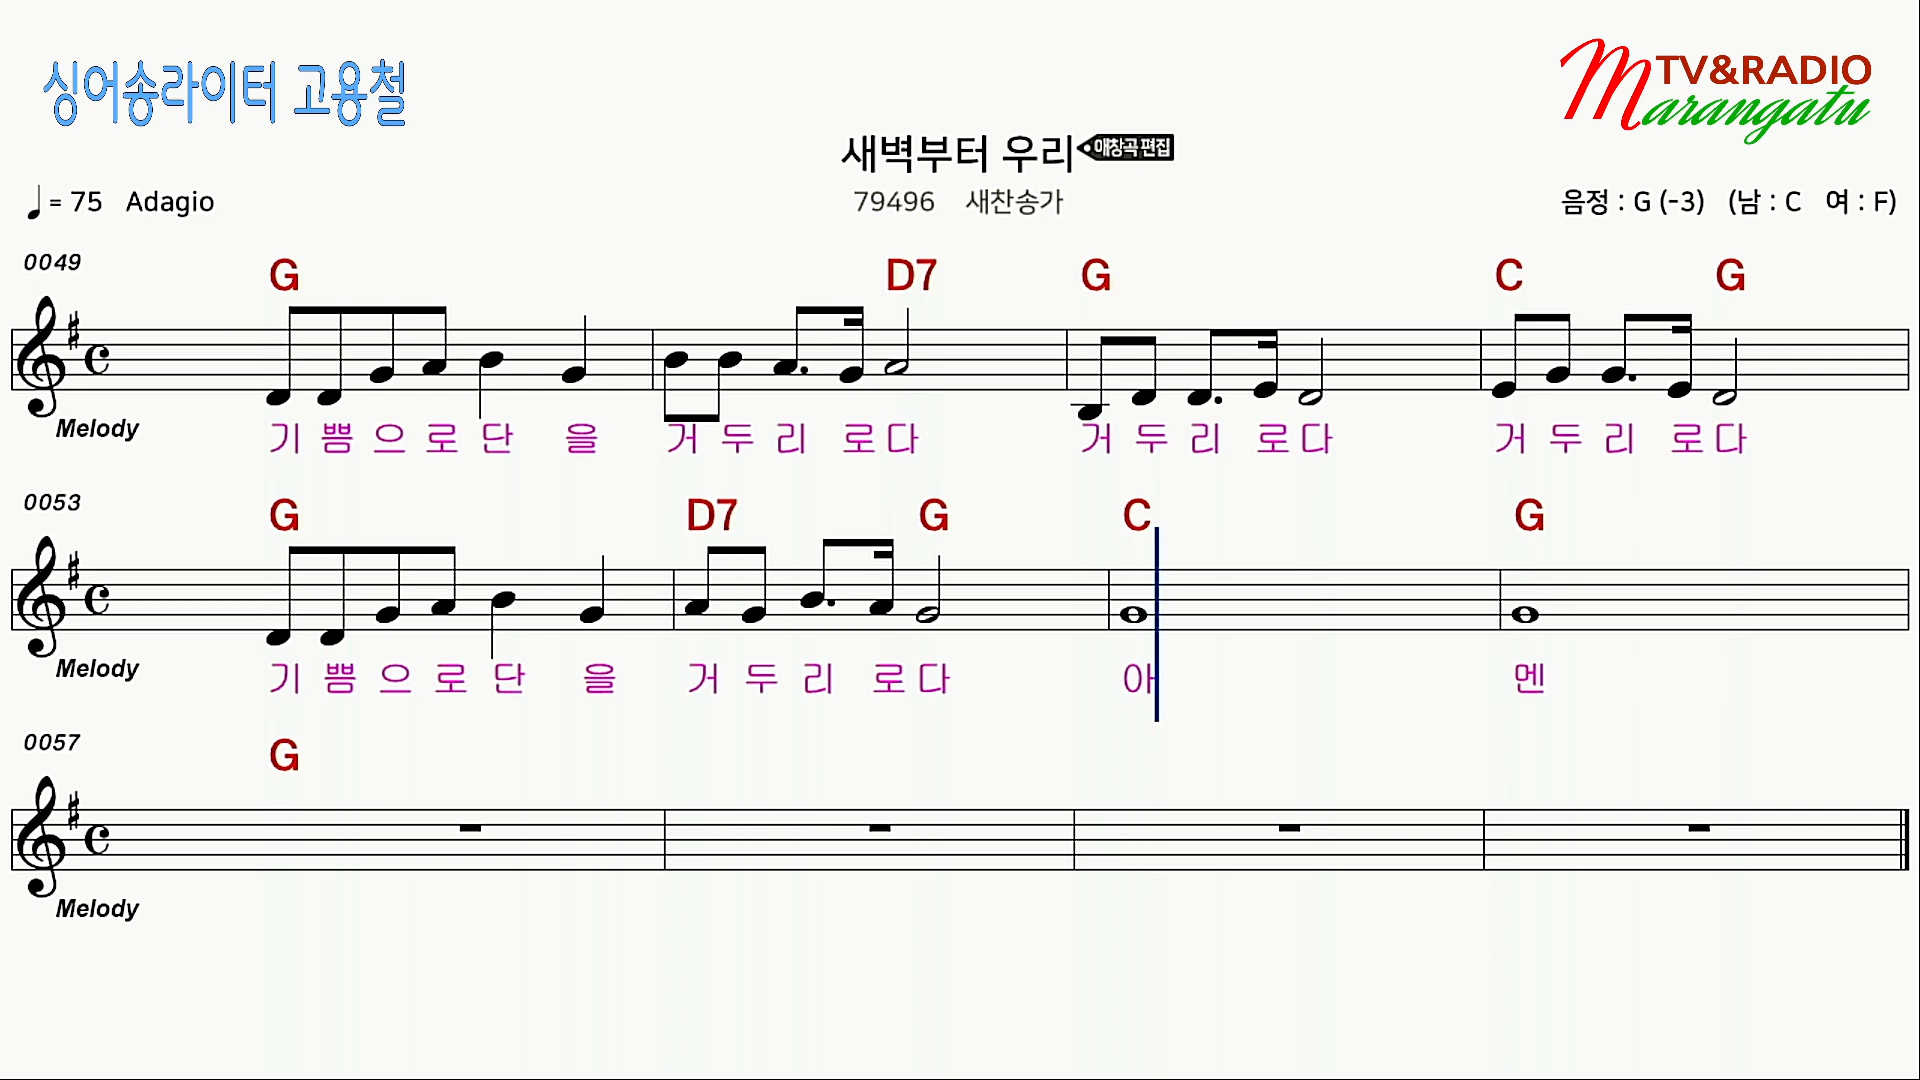 싱어송라이터 고용철
TV&RADIO
Marangatu
새벽부터 우리 애창곡 편집
= 75 Adagio
79496 새찬송가
음정 : G (-3) (남 : C 여 : F)
0049
G D7 G C G
Melody
기 쁨 으 로 단 을 거 두 리 로 다 거 두 리 로 다 거 두 리 로 다
0053
G D7 G C G
Melody
기 쁨 으 로 단 을 거 두 리 로 다 아 멘
0057
G
Melody